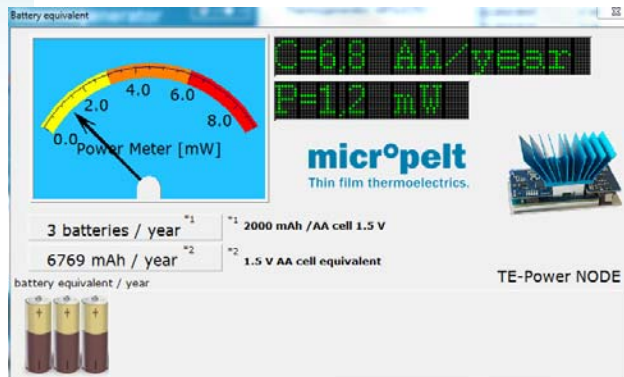 Battery equivalent
C=6,8 Ah/year
P=1,2 mW
0.0
2.0
4.0
6.0
8.0
Power Meter [mW]
micropelt
Thin film thermoelectrics.
3 batteries / year *1
*1 2000 mAh /AA cell 1.5 V
6769 mAh / year *2
*2 1.5 V AA cell equivalent
TE-Power NODE
battery equivalent / year